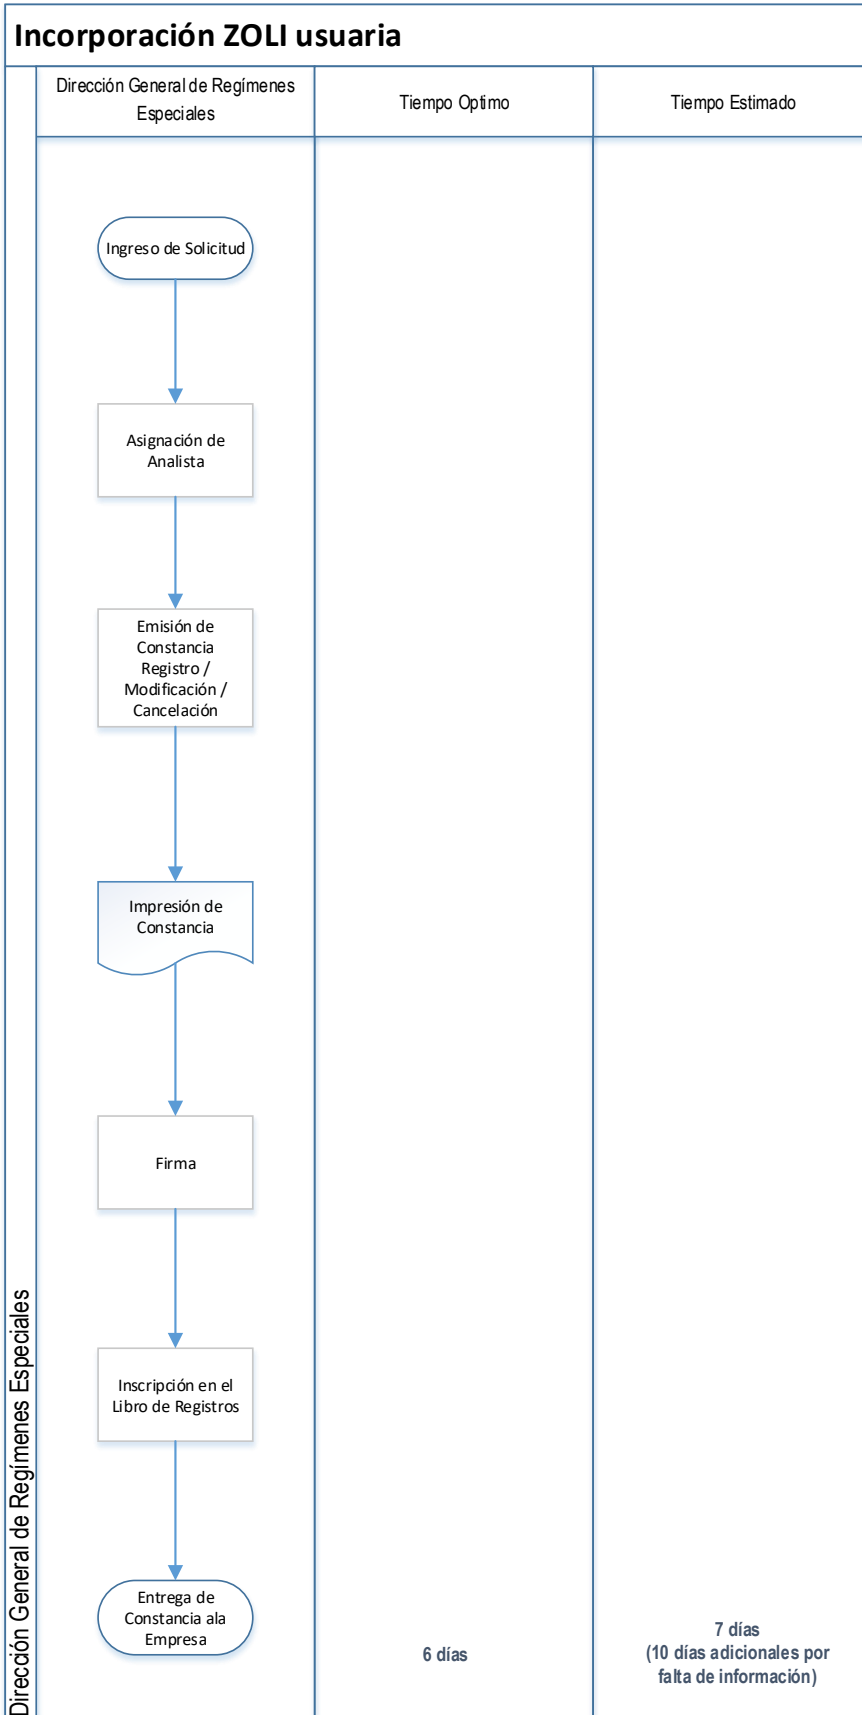 Incorporación ZOLI usuaria
Dirección General de Regímenes
Especiales
Tiempo Optimo
Tiempo Estimado
Dirección General de Regímenes Especiales
Ingreso de Solicitud
Asignación de
Analista
Emisión de
Constancia
Registro /
Modificación /
Cancelación
Impresión de
Constancia
Firma
Inscripción en el
Libro de Registros
Entrega de
Constancia ala
Empresa
6 días
7 días
(10 días adicionales por
falta de información)